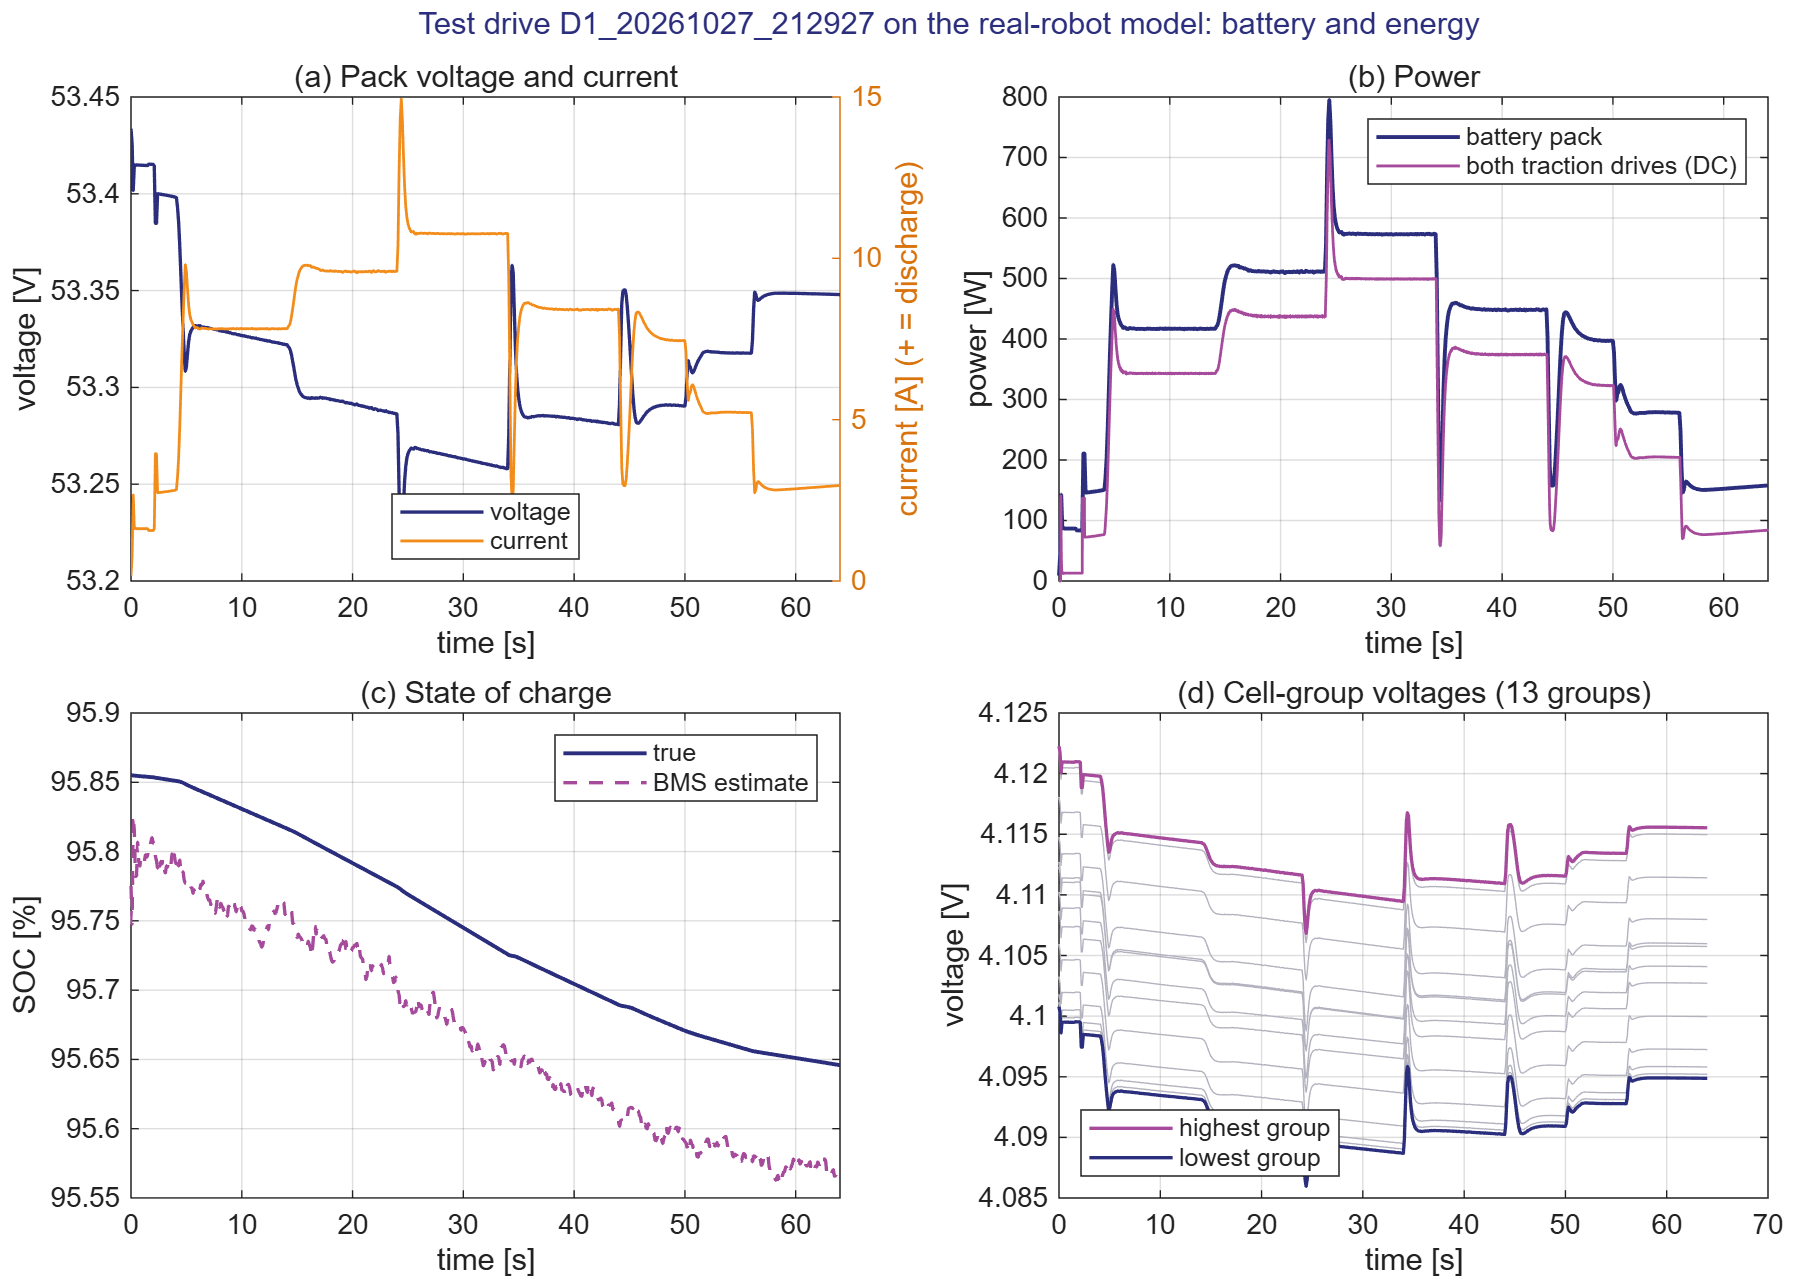 Test drive D1_20261027_212927 on the real-robot model: battery and energy
(a) Pack voltage and current
53.45
53.4
53.35
53.3
53.25
53.2
voltage [V]
15
10
5
0
current [A] (+ = discharge)
voltage
current
0 10 20 30 40 50 60
time [s]
(b) Power
800
700
600
500
400
300
200
100
0
power [W]
battery pack
both traction drives (DC)
0 10 20 30 40 50 60
time [s]
(c) State of charge
95.9
95.85
95.8
95.75
95.7
95.65
95.6
95.55
SOC [%]
true
BMS estimate
0 10 20 30 40 50 60
time [s]
(d) Cell-group voltages (13 groups)
4.125
4.12
4.115
4.11
4.105
4.1
4.095
4.09
4.085
voltage [V]
highest group
lowest group
0 10 20 30 40 50 60 70
time [s]